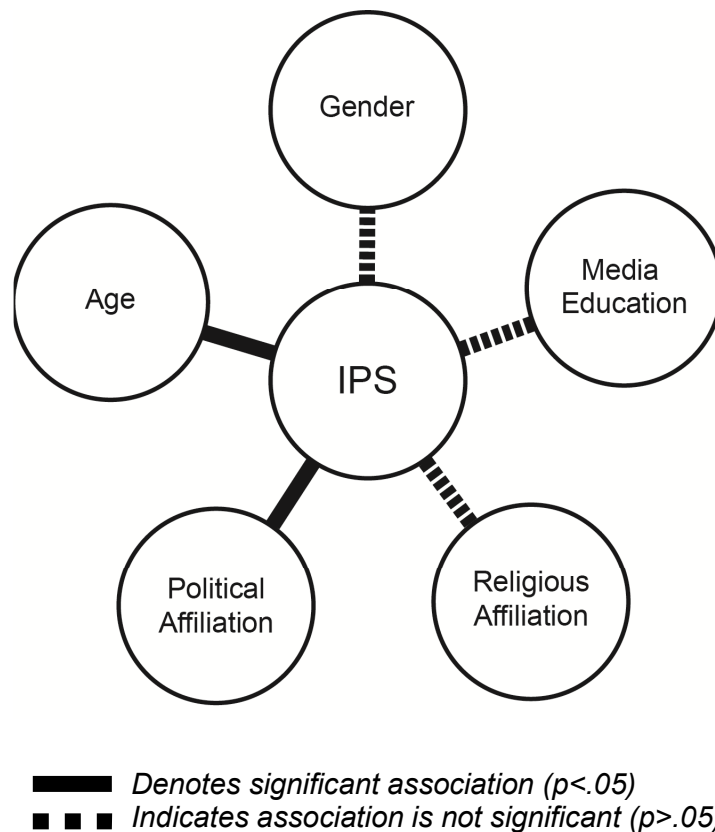 Gender
Media
Education
Age
IPS
Political
Affiliation
Religious
Affiliation
Denotes significant association (p<.05)
Indicates association is not significant (p>.05)